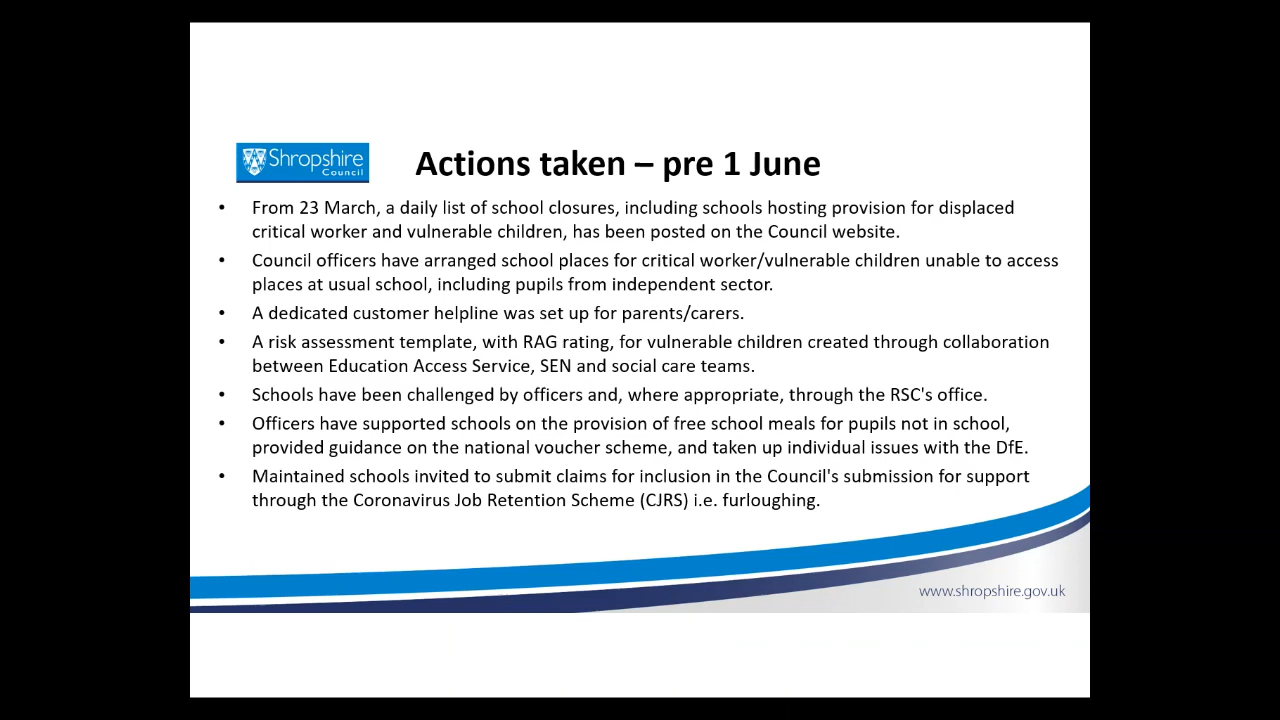 Shropshire
Council
Actions taken – pre 1 June
• From 23 March, a daily list of school closures, including schools hosting provision for displaced
critical worker and vulnerable children, has been posted on the Council website.
• Council officers have arranged school places for critical worker/vulnerable children unable to access
places at usual school, including pupils from independent sector.
• A dedicated customer helpline was set up for parents/carers.
• A risk assessment template, with RAG rating, for vulnerable children created through collaboration
between Education Access Service, SEN and social care teams.
• Schools have been challenged by officers and, where appropriate, through the RSC's office.
• Officers have supported schools on the provision of free school meals for pupils not in school,
provided guidance on the national voucher scheme, and taken up individual issues with the DfE.
• Maintained schools invited to submit claims for inclusion in the Council's submission for support
through the Coronavirus Job Retention Scheme (CJRS) i.e. furloughing.
www.shropshire.gov.uk